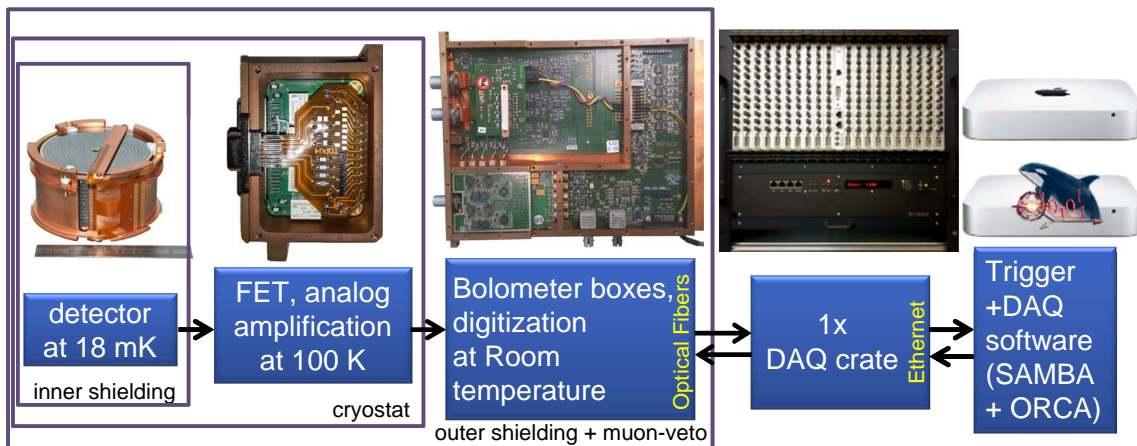 detector
at 18 mK
inner shielding
FET, analog
amplification
at 100 K
cryostat
Bolometer boxes,
digitization
at Room
temperature
Optical Fibers
outer shielding + muon-veto
1x
DAQ crate
Ethernet
Trigger
+DAQ
software
(SAMBA
+ ORCA)